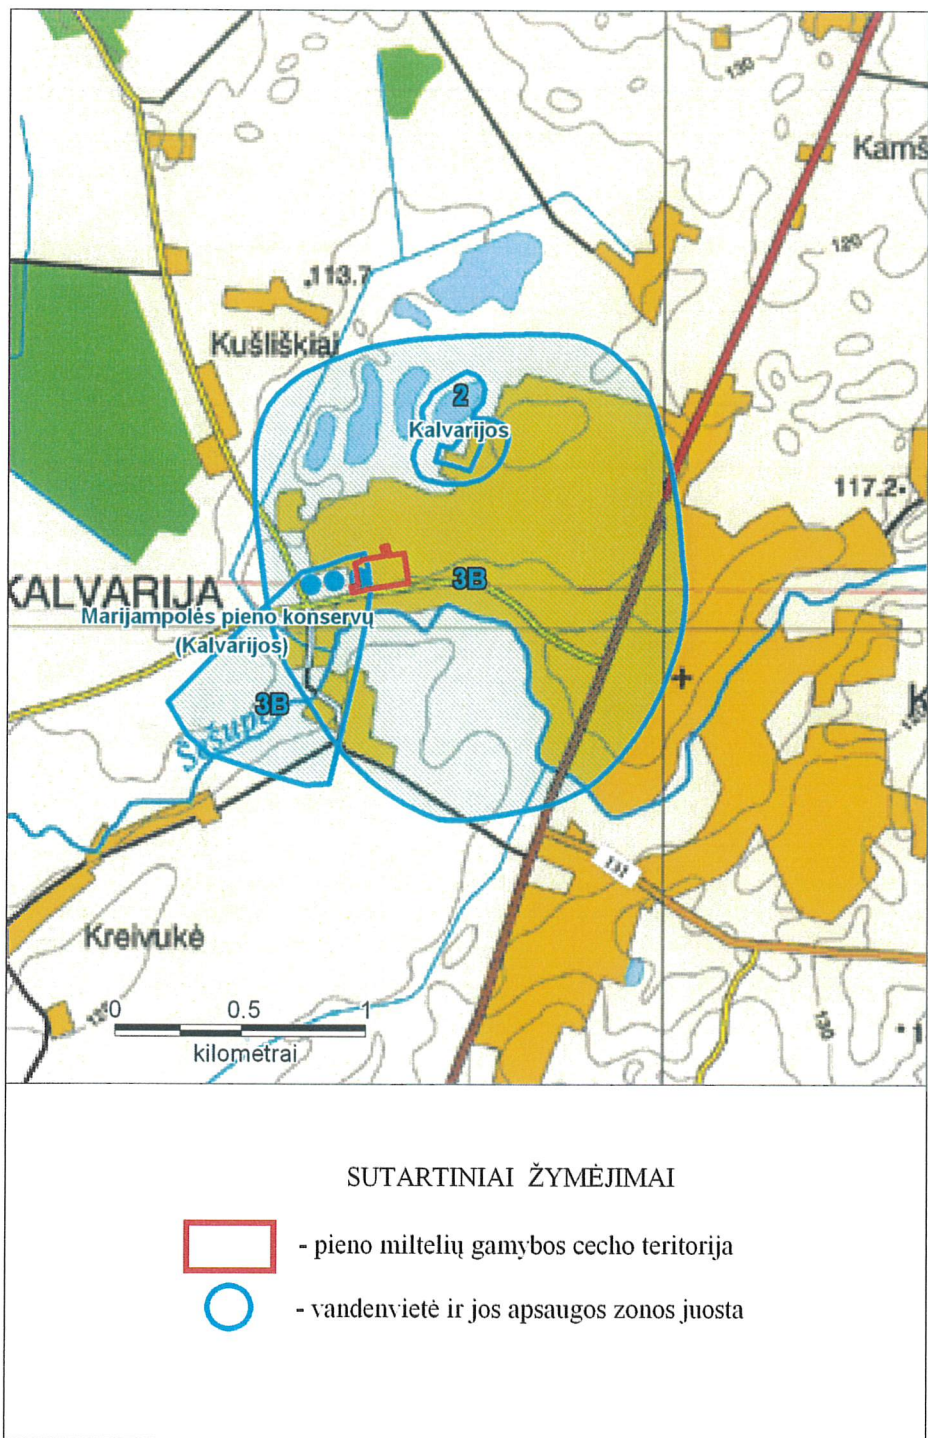 130
Kamš
120
113.7
Kušliškiai
2
Kalvarijos
117.2
KALVARIJA
3B
Marijampolės pieno konservų
(Kalvarijos)
3B
Šešupė
K
Kreivukė
0 0.5 1
kilometrai
130
SUTARTINIAI ŽYMĖJIMAI
- pieno miltelių gamybos cecho teritorija
- vandenvietė ir jos apsaugos zonos juosta